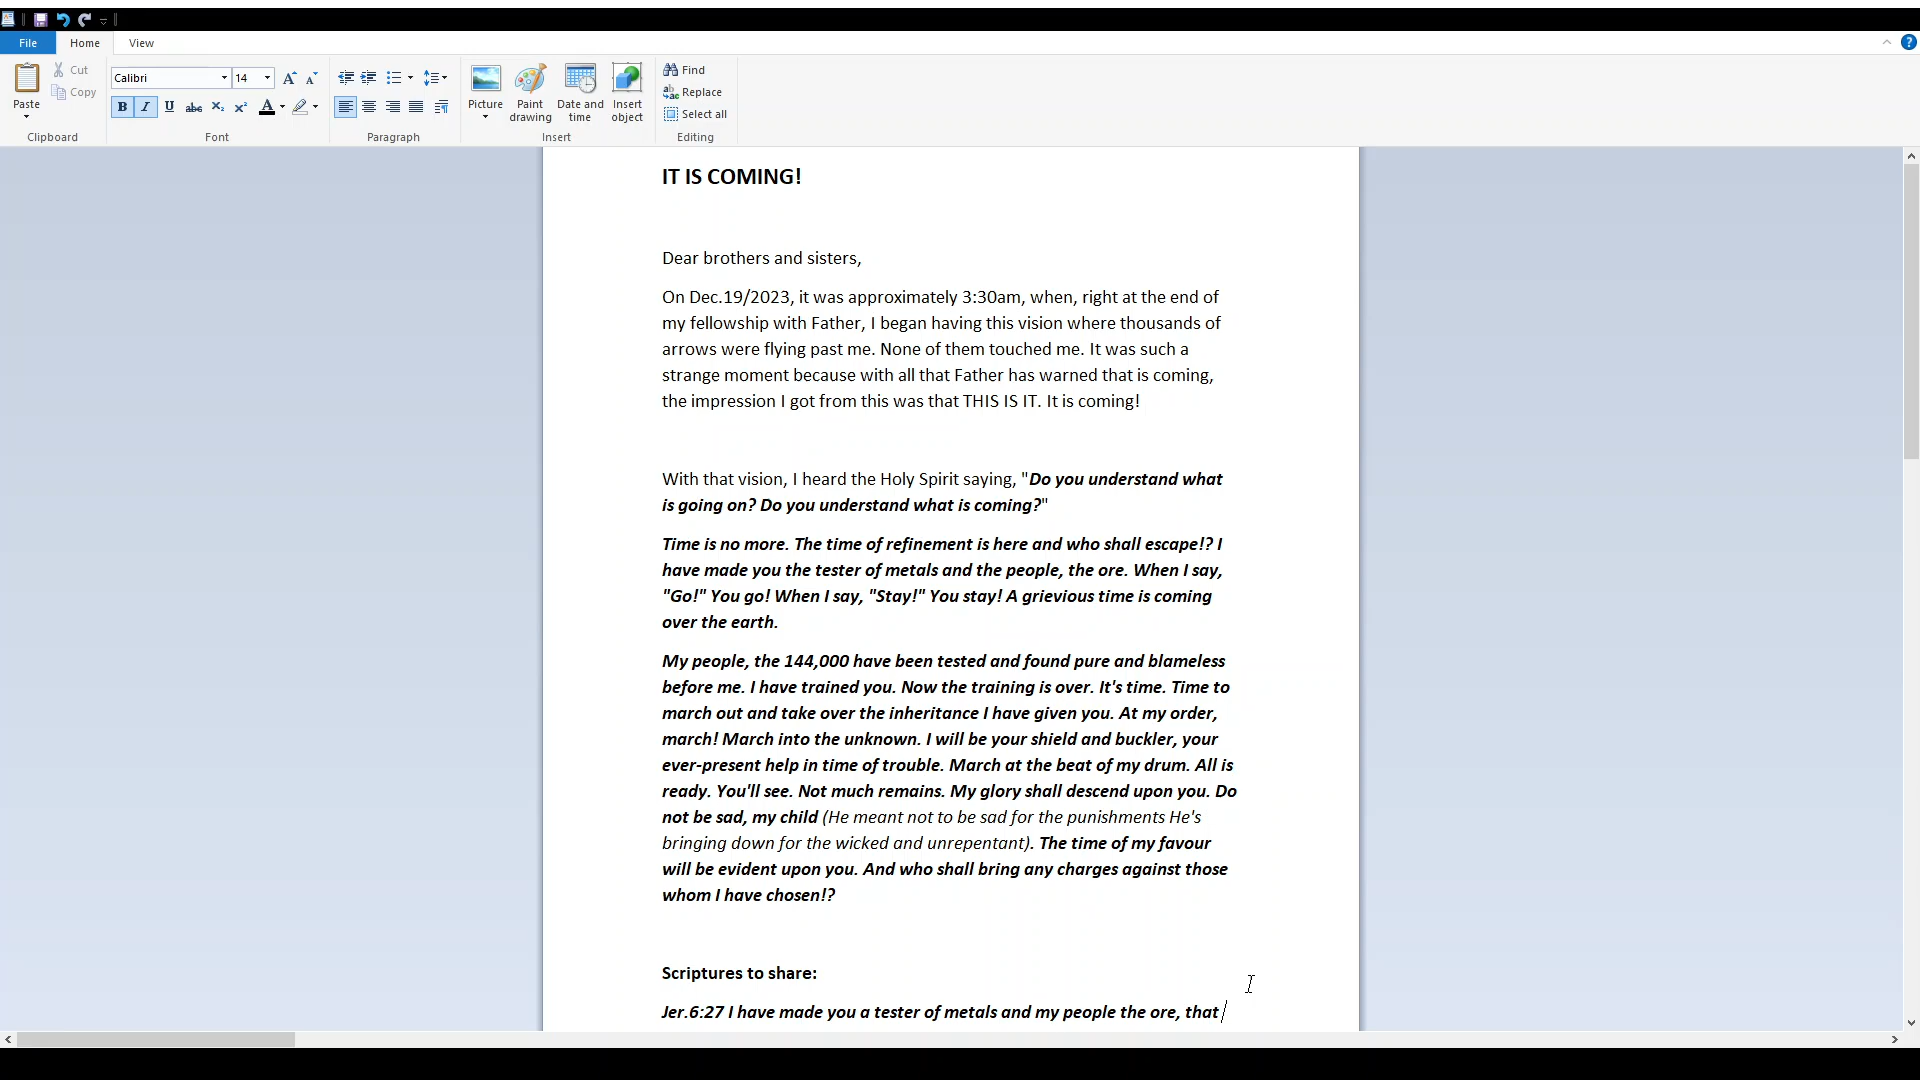 File Home View
Paste
Cut
Copy
Clipboard
Calibri 14
B I U abc X₂ X²
A
Font
Paragraph
Picture
Paint drawing
Date and time
Insert object
Insert
Find
Replace
Select all
Editing
IT IS COMING!
Dear brothers and sisters,
On Dec.19/2023, it was approximately 3:30am, when, right at the end of
my fellowship with Father, I began having this vision where thousands of
arrows were flying past me. None of them touched me. It was such a
strange moment because with all that Father has warned that is coming,
the impression I got from this was that THIS IS IT. It is coming!
With that vision, I heard the Holy Spirit saying, "Do you understand what
is going on? Do you understand what is coming?"
Time is no more. The time of refinement is here and who shall escape!? I
have made you the tester of metals and the people, the ore. When I say,
"Go!" You go! When I say, "Stay!" You stay! A grievious time is coming
over the earth.
My people, the 144,000 have been tested and found pure and blameless
before me. I have trained you. Now the training is over. It's time. Time to
march out and take over the inheritance I have given you. At my order,
march! March into the unknown. I will be your shield and buckler, your
ever-present help in time of trouble. March at the beat of my drum. All is
ready. You'll see. Not much remains. My glory shall descend upon you. Do
not be sad, my child (He meant not to be sad for the punishments He's
bringing down for the wicked and unrepentant). The time of my favour
will be evident upon you. And who shall bring any charges against those
whom I have chosen!?
Scriptures to share:
Jer.6:27 I have made you a tester of metals and my people the ore, that